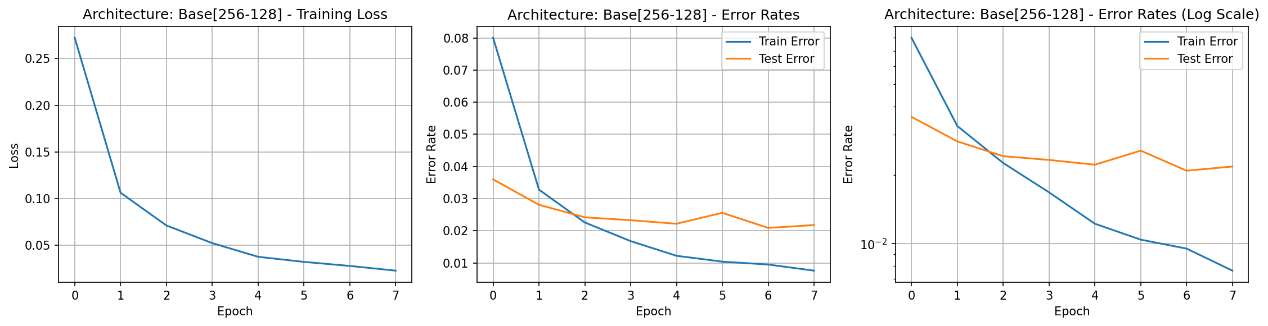 Architecture: Base[256-128] - Training Loss
Loss
0.25
0.20
0.15
0.10
0.05
0 1 2 3 4 5 6 7
Epoch
Architecture: Base[256-128] - Error Rates
Error Rate
0.08
0.07
0.06
0.05
0.04
0.03
0.02
0.01
Train Error
Test Error
0 1 2 3 4 5 6 7
Epoch
Architecture: Base[256-128] - Error Rates (Log Scale)
Error Rate
10⁻²
Train Error
Test Error
0 1 2 3 4 5 6 7
Epoch